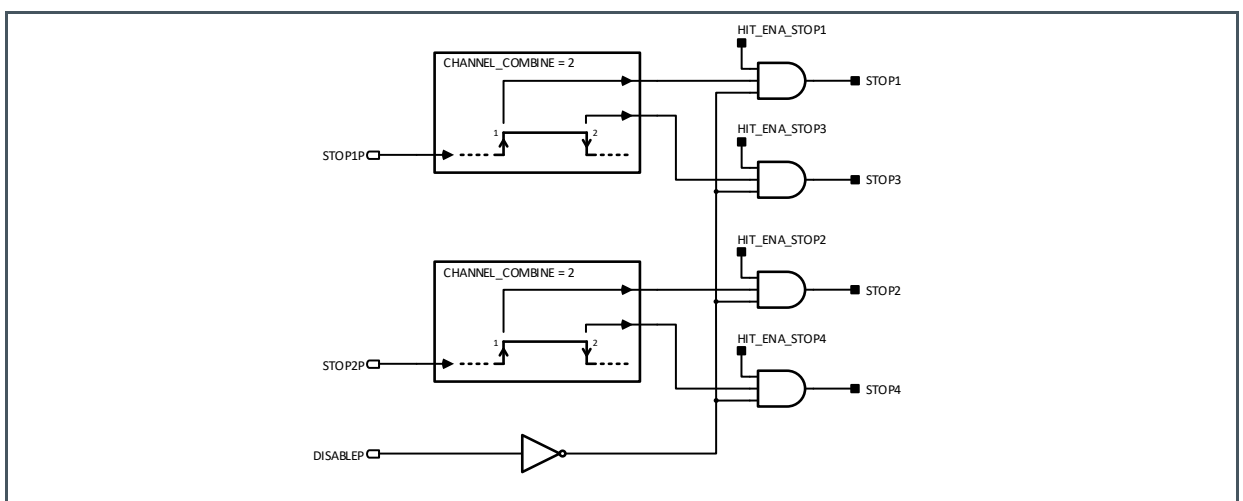 HIT_ENA_STOP1
CHANNEL_COMBINE = 2
STOP1
1
2
HIT_ENA_STOP3
STOP1P
STOP3
HIT_ENA_STOP2
CHANNEL_COMBINE = 2
STOP2
1
2
HIT_ENA_STOP4
STOP2P
STOP4
DISABLEP